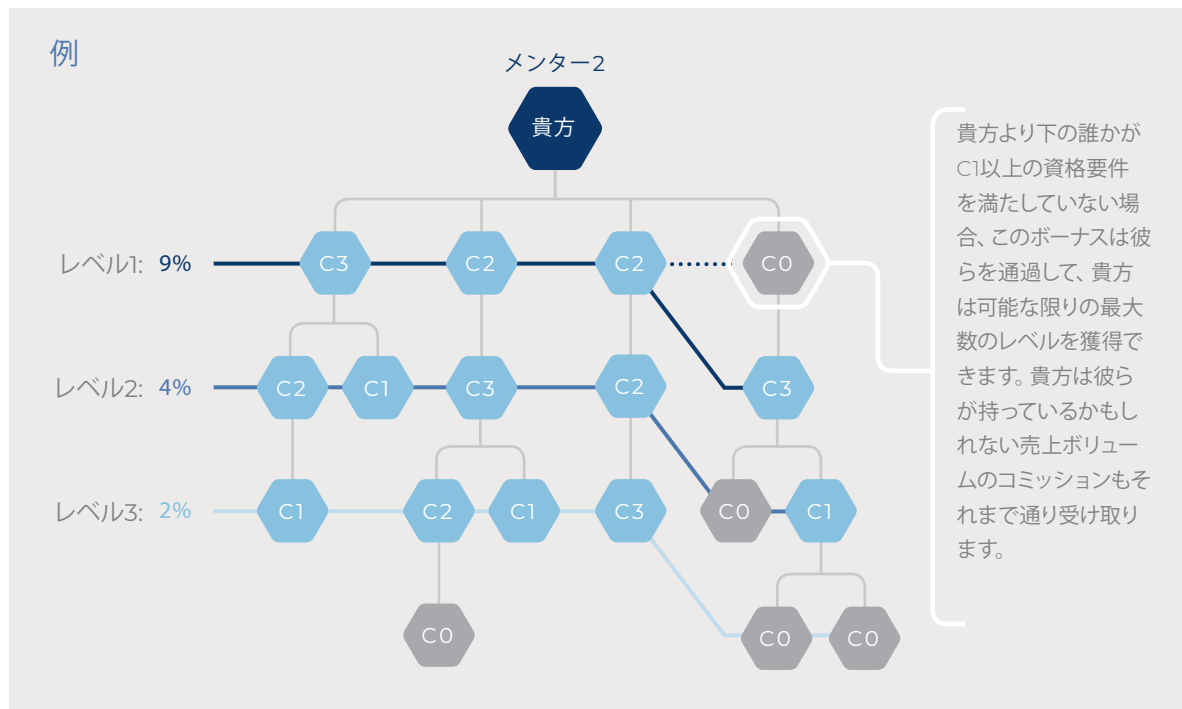 例
メンター2
貴方
レベル1: 9%
C3
C2
C2
C0
レベル2: 4%
C2
C1
C3
C2
C3
レベル3: 2%
C1
C2
C1
C3
C0
C1
C0
C0
C0
貴方より下の誰かが
C1以上の資格要件
を満たしていない場
合、このボーナスは彼
らを通過して、貴方
は可能な限りの最大
数のレベルを獲得で
きます。貴方は彼ら
が持っているかもし
れない売上ボリュー
ムのコミッションもそ
れまで通り受け取り
ます。